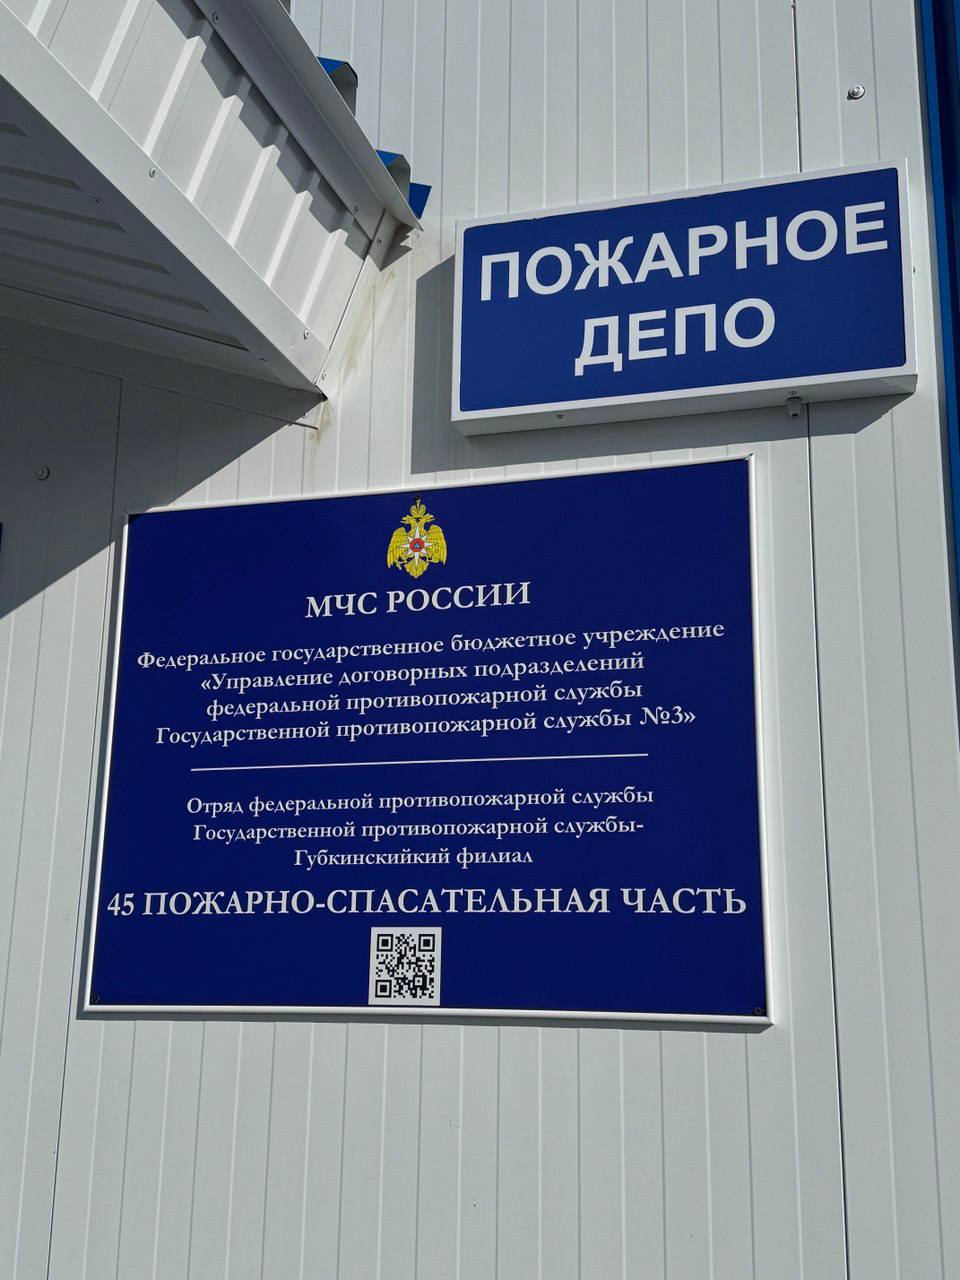 ПОЖАРНОЕ
ДЕПО
МЧС РОССИИ
Федеральное государственное бюджетное учреждение
«Управление договорных подразделений
федеральной противопожарной службы
Государственной противопожарной службы №3»
Отряд федеральной противопожарной службы
Государственной противопожарной службы-
Губкинскийкий филиал
45 ПОЖАРНО-СПАСАТЕЛЬНАЯ ЧАСТЬ